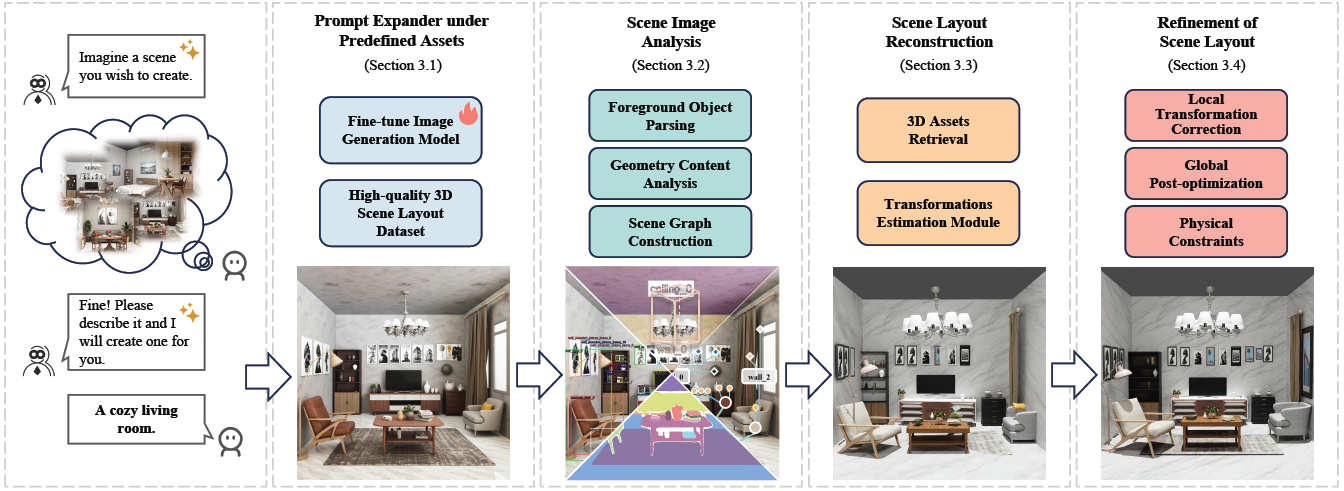 Imagine a scene
you wish to create.
Fine! Please
describe it and I
will create one for
you.
A cozy living
room.
Prompt Expander under
Predefined Assets
(Section 3.1)
Fine-tune Image
Generation Model
High-quality 3D
Scene Layout
Dataset
Scene Image
Analysis
(Section 3.2)
Foreground Object
Parsing
Geometry Content
Analysis
Scene Graph
Construction
ceiling_0
wall_0
wall_2
Scene Layout
Reconstruction
(Section 3.3)
3D Assets
Retrieval
Transformations
Estimation Module
Refinement of
Scene Layout
(Section 3.4)
Local
Transformation
Correction
Global
Post-optimization
Physical
Constraints